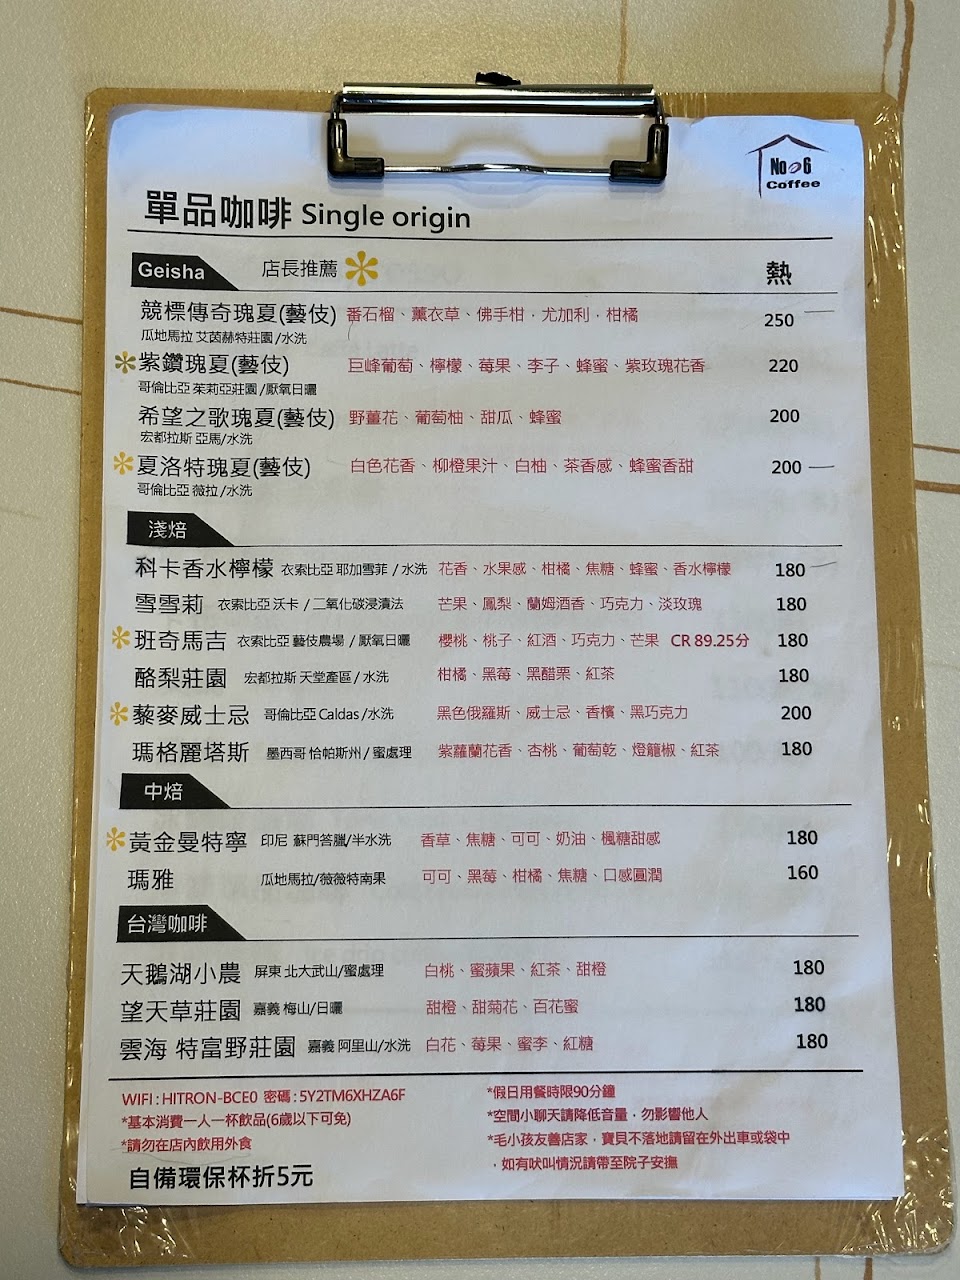 No 6
Coffee
單品咖啡 Single origin
Geisha 店長推薦 熱
競標傳奇瑰夏(藝伎) 番石榴、薰衣草、佛手柑，尤加利，柑橘 250
瓜地馬拉 艾茵赫特莊園/水洗
紫鑽瑰夏(藝伎) 巨峰葡萄、檸檬、莓果、李子、蜂蜜、紫玫瑰花香 220
哥倫比亞 茱莉亞莊園/厭氧日曬
希望之歌瑰夏(藝伎) 野薑花、葡萄柚、甜瓜、蜂蜜 200
宏都拉斯 亞馬/水洗
夏洛特瑰夏(藝伎) 白色花香、柳橙果汁、白柚、茶香感、蜂蜜香甜 200
哥倫比亞 薇拉/水洗
淺焙
科卡香水檸檬 衣索比亞 耶加雪菲 / 水洗 花香、水果感、柑橘、焦糖、蜂蜜、香水檸檬 180
雪雪莉 衣索比亞 沃卡 / 二氧化碳浸漬法 芒果、鳳梨、蘭姆酒香、巧克力、淡玫瑰 180
班奇馬吉 衣索比亞 藝伎農場 / 厭氧日曬 櫻桃、桃子、紅酒、巧克力、芒果 CR 89.25分 180
酪梨莊園 宏都拉斯 天堂產區 / 水洗 柑橘、黑莓、黑醋栗、紅茶 180
藜麥威士忌 哥倫比亞 Caldas /水洗 黑色俄羅斯、威士忌、香檳、黑巧克力 200
瑪格麗塔斯 墨西哥 恰帕斯州 / 蜜處理 紫蘿蘭花香、杏桃、葡萄乾、燈籠椒、紅茶 180
中焙
黃金曼特寧 印尼 蘇門答臘/半水洗 香草、焦糖、可可、奶油、楓糖甜感 180
瑪雅 瓜地馬拉/薇薇特南果 可可、黑莓、柑橘、焦糖、口感圓潤 160
台灣咖啡
天鵝湖小農 屏東 北大武山/蜜處理 白桃、蜜蘋果、紅茶、甜橙 180
望天草莊園 嘉義 梅山/日曬 甜橙、甜菊花、百花蜜 180
雲海 特富野莊園 嘉義 阿里山/水洗 白花、莓果、蜜李、紅糖 180
WIFI : HITRON-BCE0 密碼 : 5Y2TM6XHZA6F
*基本消費一人一杯飲品(6歲以下可免)
*請勿在店內飲用外食
自備環保杯折5元
*假日用餐時限90分鐘
*空間小聊天請降低音量，勿影響他人
*毛小孩友善店家，寶貝不落地請留在外出車或袋中
，如有吠叫情況請帶至院子安撫